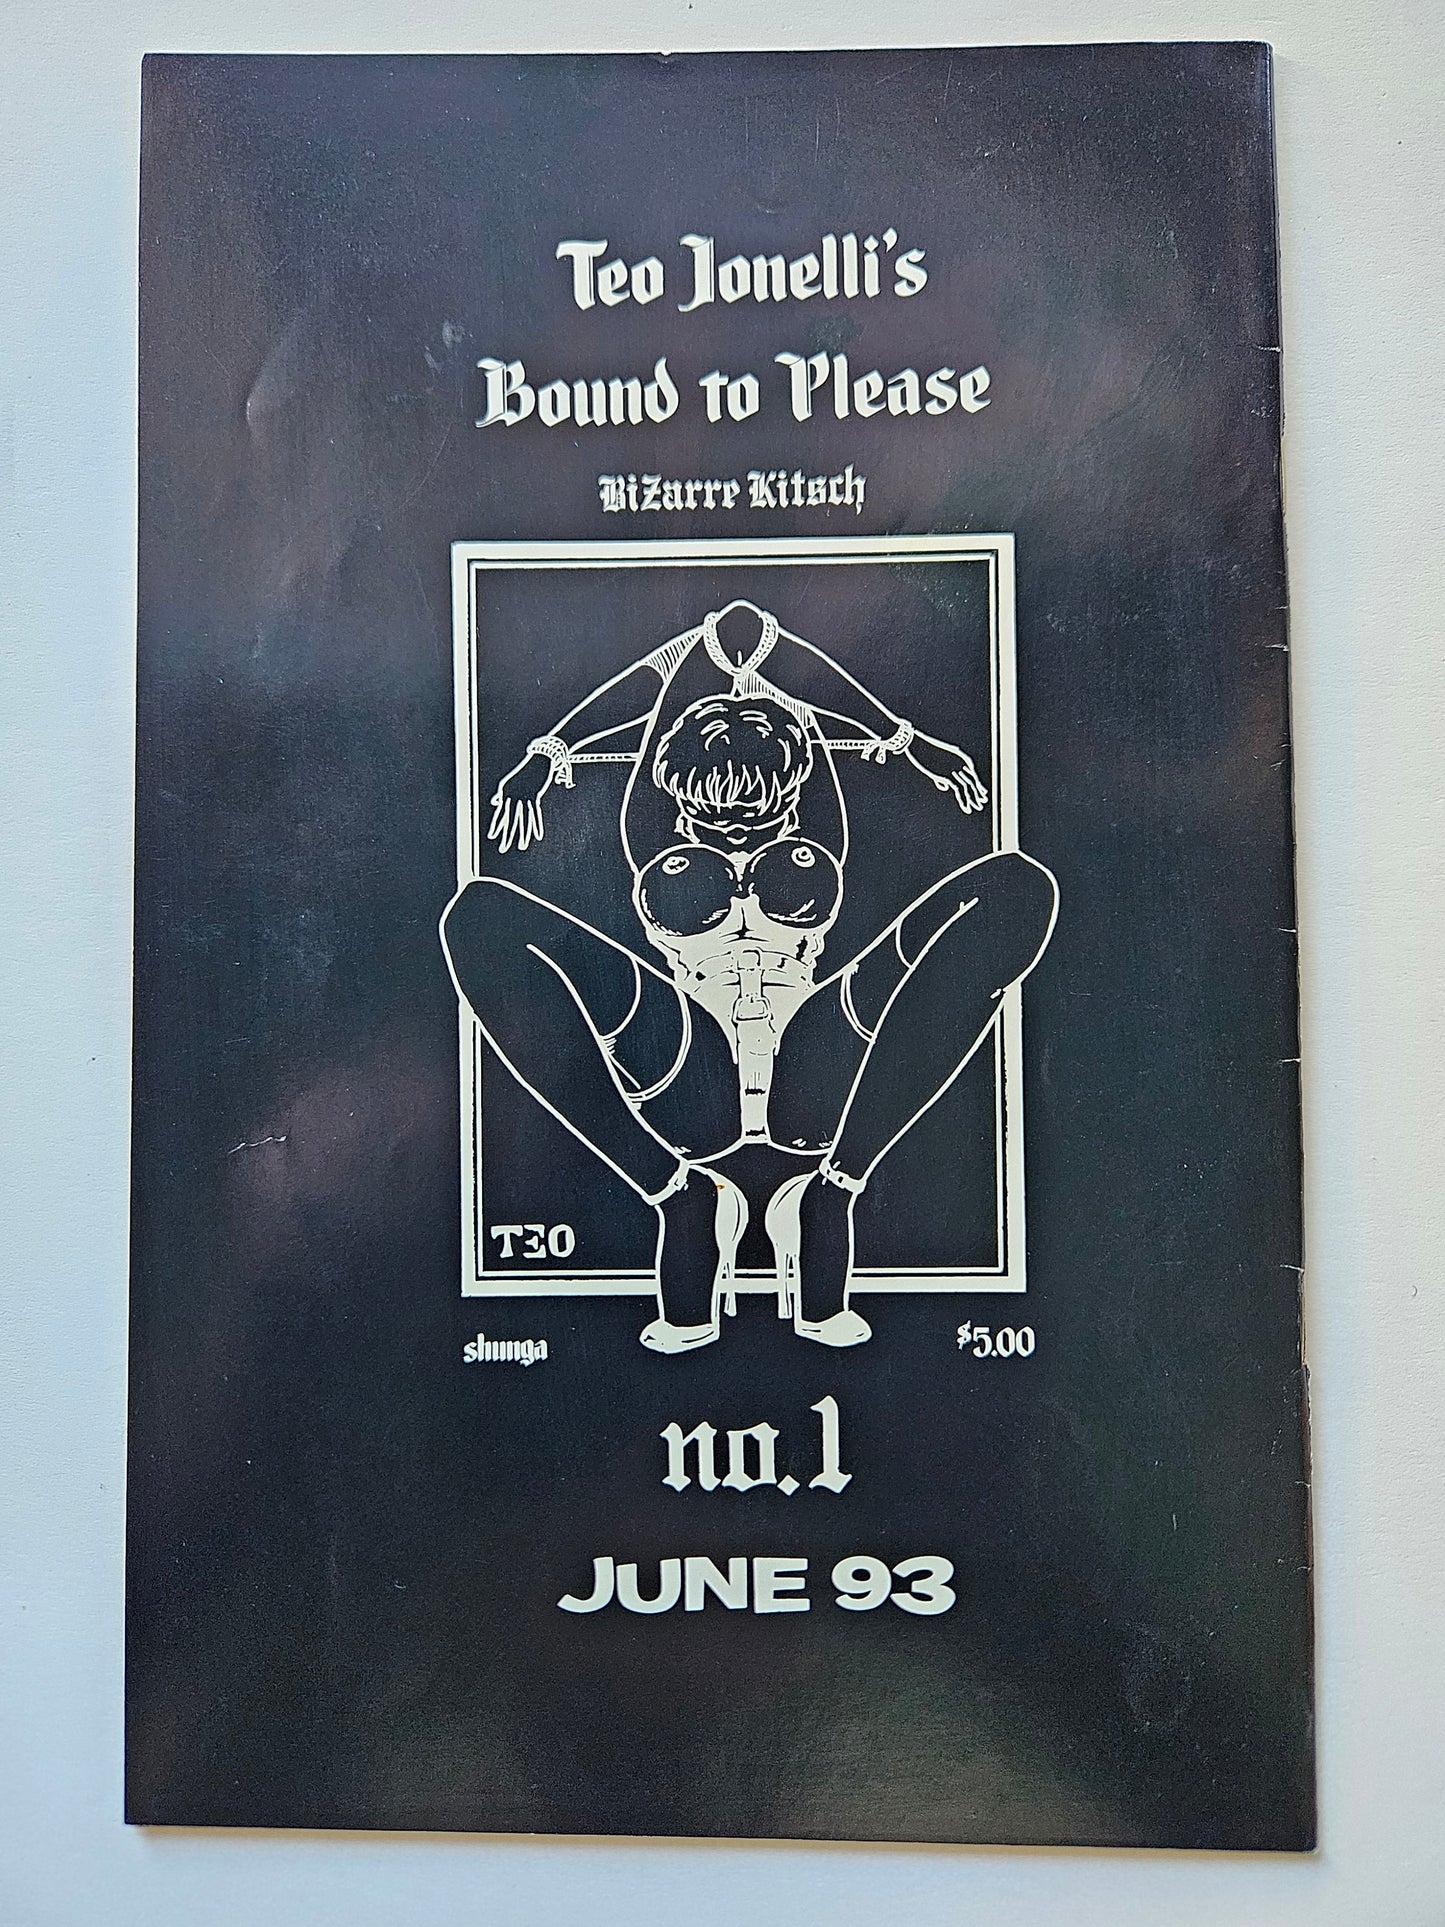 Teo Jonelli's
Bound to Please
BiZarre Kitsch
TEO
shunga
$5.00
no.1
JUNE 93